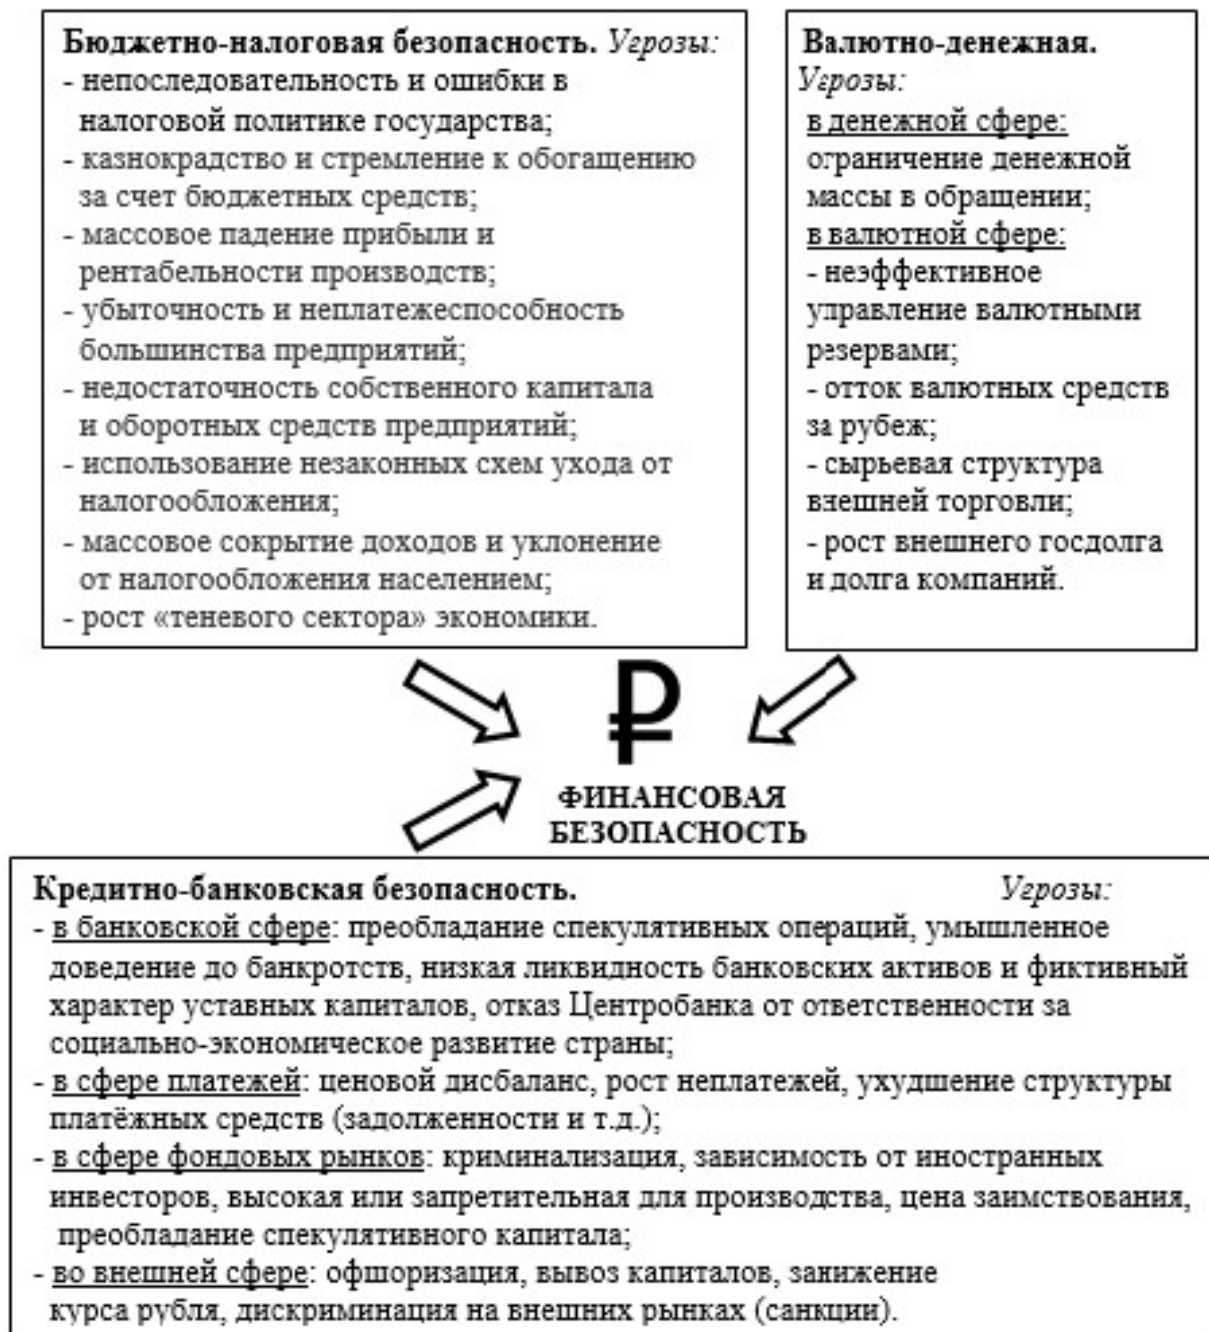 Бюджетно-налоговая безопасность. Угрозы:
- непоследовательность и ошибки в
налоговой политике государства;
- казнокрадство и стремление к обогащению
за счет бюджетных средств;
- массовое падение прибыли и
рентабельности производств;
- убыточность и неплатежеспособность
большинства предприятий;
- недостаточность собственного капитала
и оборотных средств предприятий;
- использование незаконных схем ухода от
налогообложения;
- массовое сокрытие доходов и уклонение
от налогообложения населением;
- рост «теневого сектора» экономики.
Валютно-денежная.
Угрозы:
в денежной сфере:
ограничение денежной
массы в обращении;
в валютной сфере:
- неэффективное
управление валютными
резервами;
- отток валютных средств
за рубеж;
- сырьевая структура
внешней торговли;
- рост внешнего госдолга
и долга компаний.
₽
ФИНАНСОВАЯ
БЕЗОПАСНОСТЬ
Кредитно-банковская безопасность. Угрозы:
- в банковской сфере: преобладание спекулятивных операций, умышленное
доведение до банкротств, низкая ликвидность банковских активов и фиктивный
характер уставных капиталов, отказ Центробанка от ответственности за
социально-экономическое развитие страны;
- в сфере платежей: ценовой дисбаланс, рост неплатежей, ухудшение структуры
платёжных средств (задолженности и т.д.);
- в сфере фондовых рынков: криминализация, зависимость от иностранных
инвесторов, высокая или запретительная для производства, цена заимствования,
преобладание спекулятивного капитала;
- во внешней сфере: офшоризация, вывоз капиталов, занижение
курса рубля, дискриминация на внешних рынках (санкции).